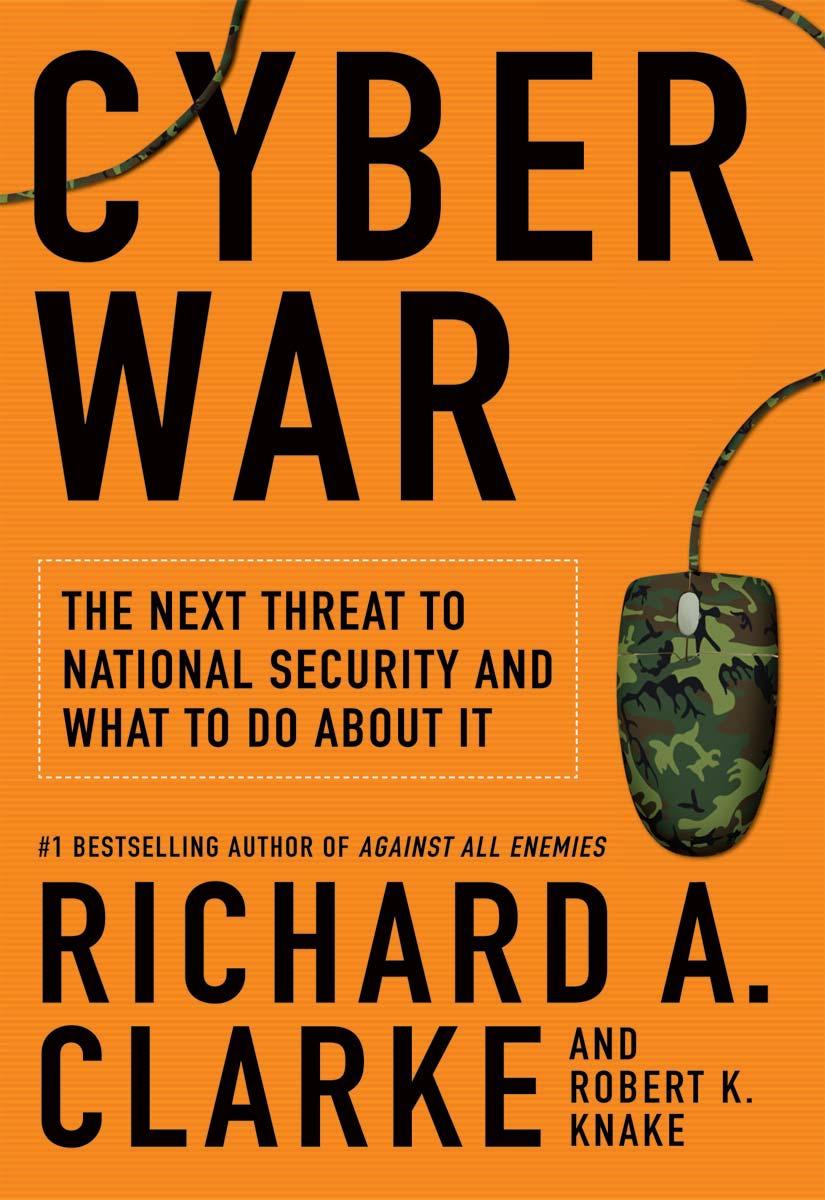 CYBER
WAR
THE NEXT THREAT TO
NATIONAL SECURITY AND
WHAT TO DO ABOUT IT
#1 BESTSELLING AUTHOR OF AGAINST ALL ENEMIES
RICHARD A.
CLARKE
AND
ROBERT K.
KNAKE